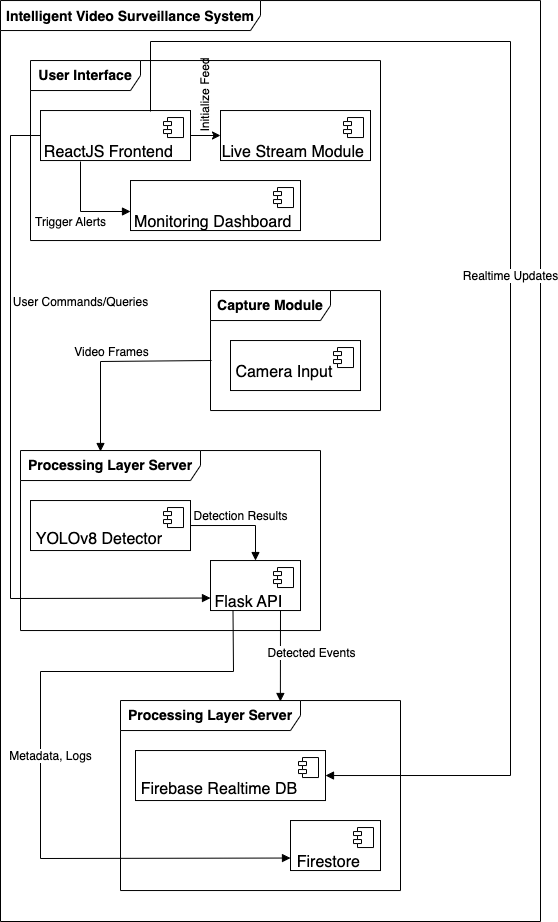 Intelligent Video Surveillance System
User Interface
Initialize Feed
ReactJS Frontend
Live Stream Module
Trigger Alerts
Monitoring Dashboard
Realtime Updates
User Commands/Queries
Capture Module
Video Frames
Camera Input
Processing Layer Server
Detection Results
YOLOv8 Detector
Flask API
Detected Events
Processing Layer Server
Metadata, Logs
Firebase Realtime DB
Firestore